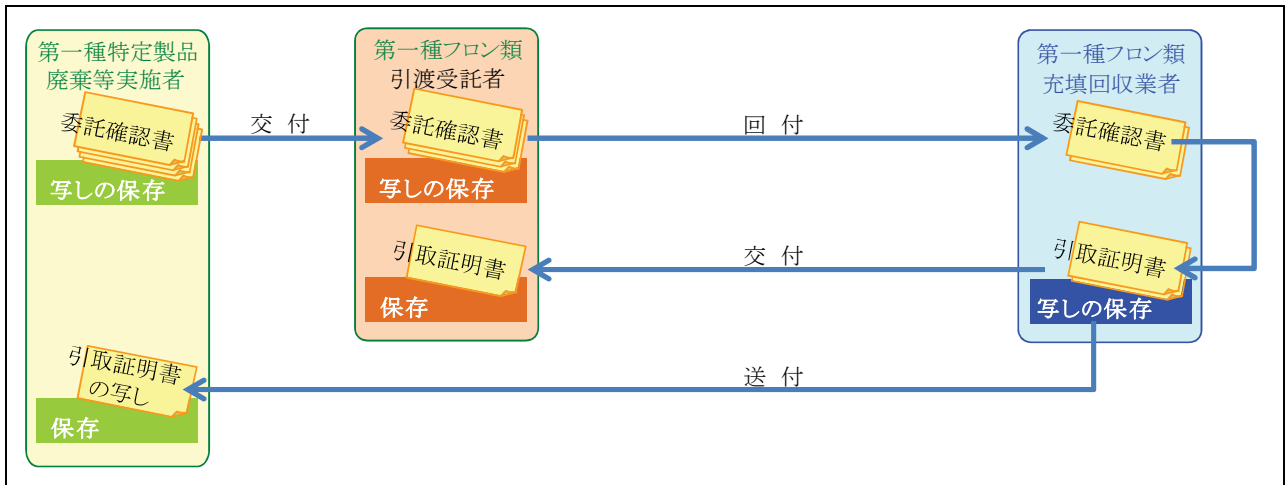 第一種特定製品
廃棄等実施者
委託確認書
写しの保存
引取証明書
の写し
保存
交 付
第一種フロン類
引渡受託者
委託確認書
写しの保存
引取証明書
保存
回 付
交 付
送 付
第一種フロン類
充填回収業者
委託確認書
引取証明書
写しの保存